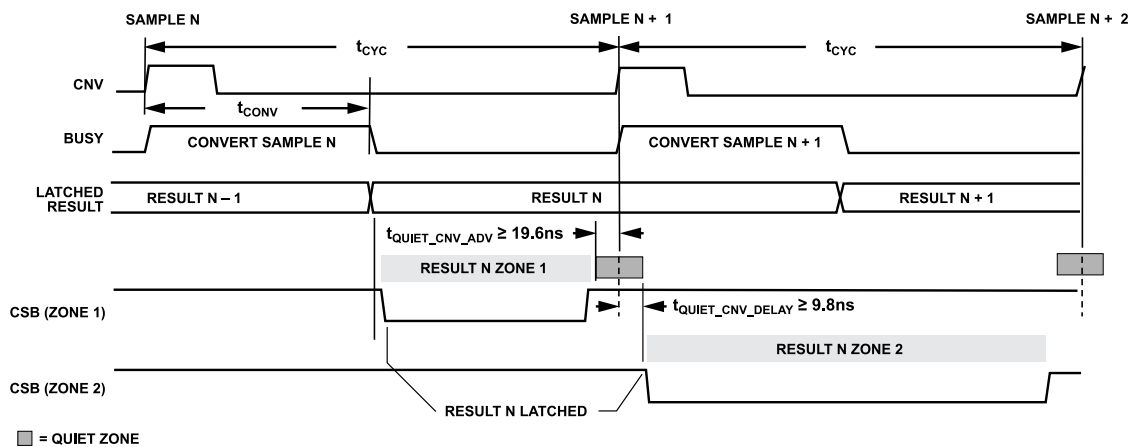 SAMPLE N
SAMPLE N + 1
SAMPLE N + 2
tCYC
tCYC
CNV
tCONV
BUSY
CONVERT SAMPLE N
CONVERT SAMPLE N + 1
LATCHED
RESULT
RESULT N – 1
RESULT N
RESULT N + 1
tQUIET_CNV_ADV ≥ 19.6ns
RESULT N ZONE 1
CSB (ZONE 1)
tQUIET_CNV_DELAY ≥ 9.8ns
RESULT N ZONE 2
CSB (ZONE 2)
RESULT N LATCHED
= QUIET ZONE